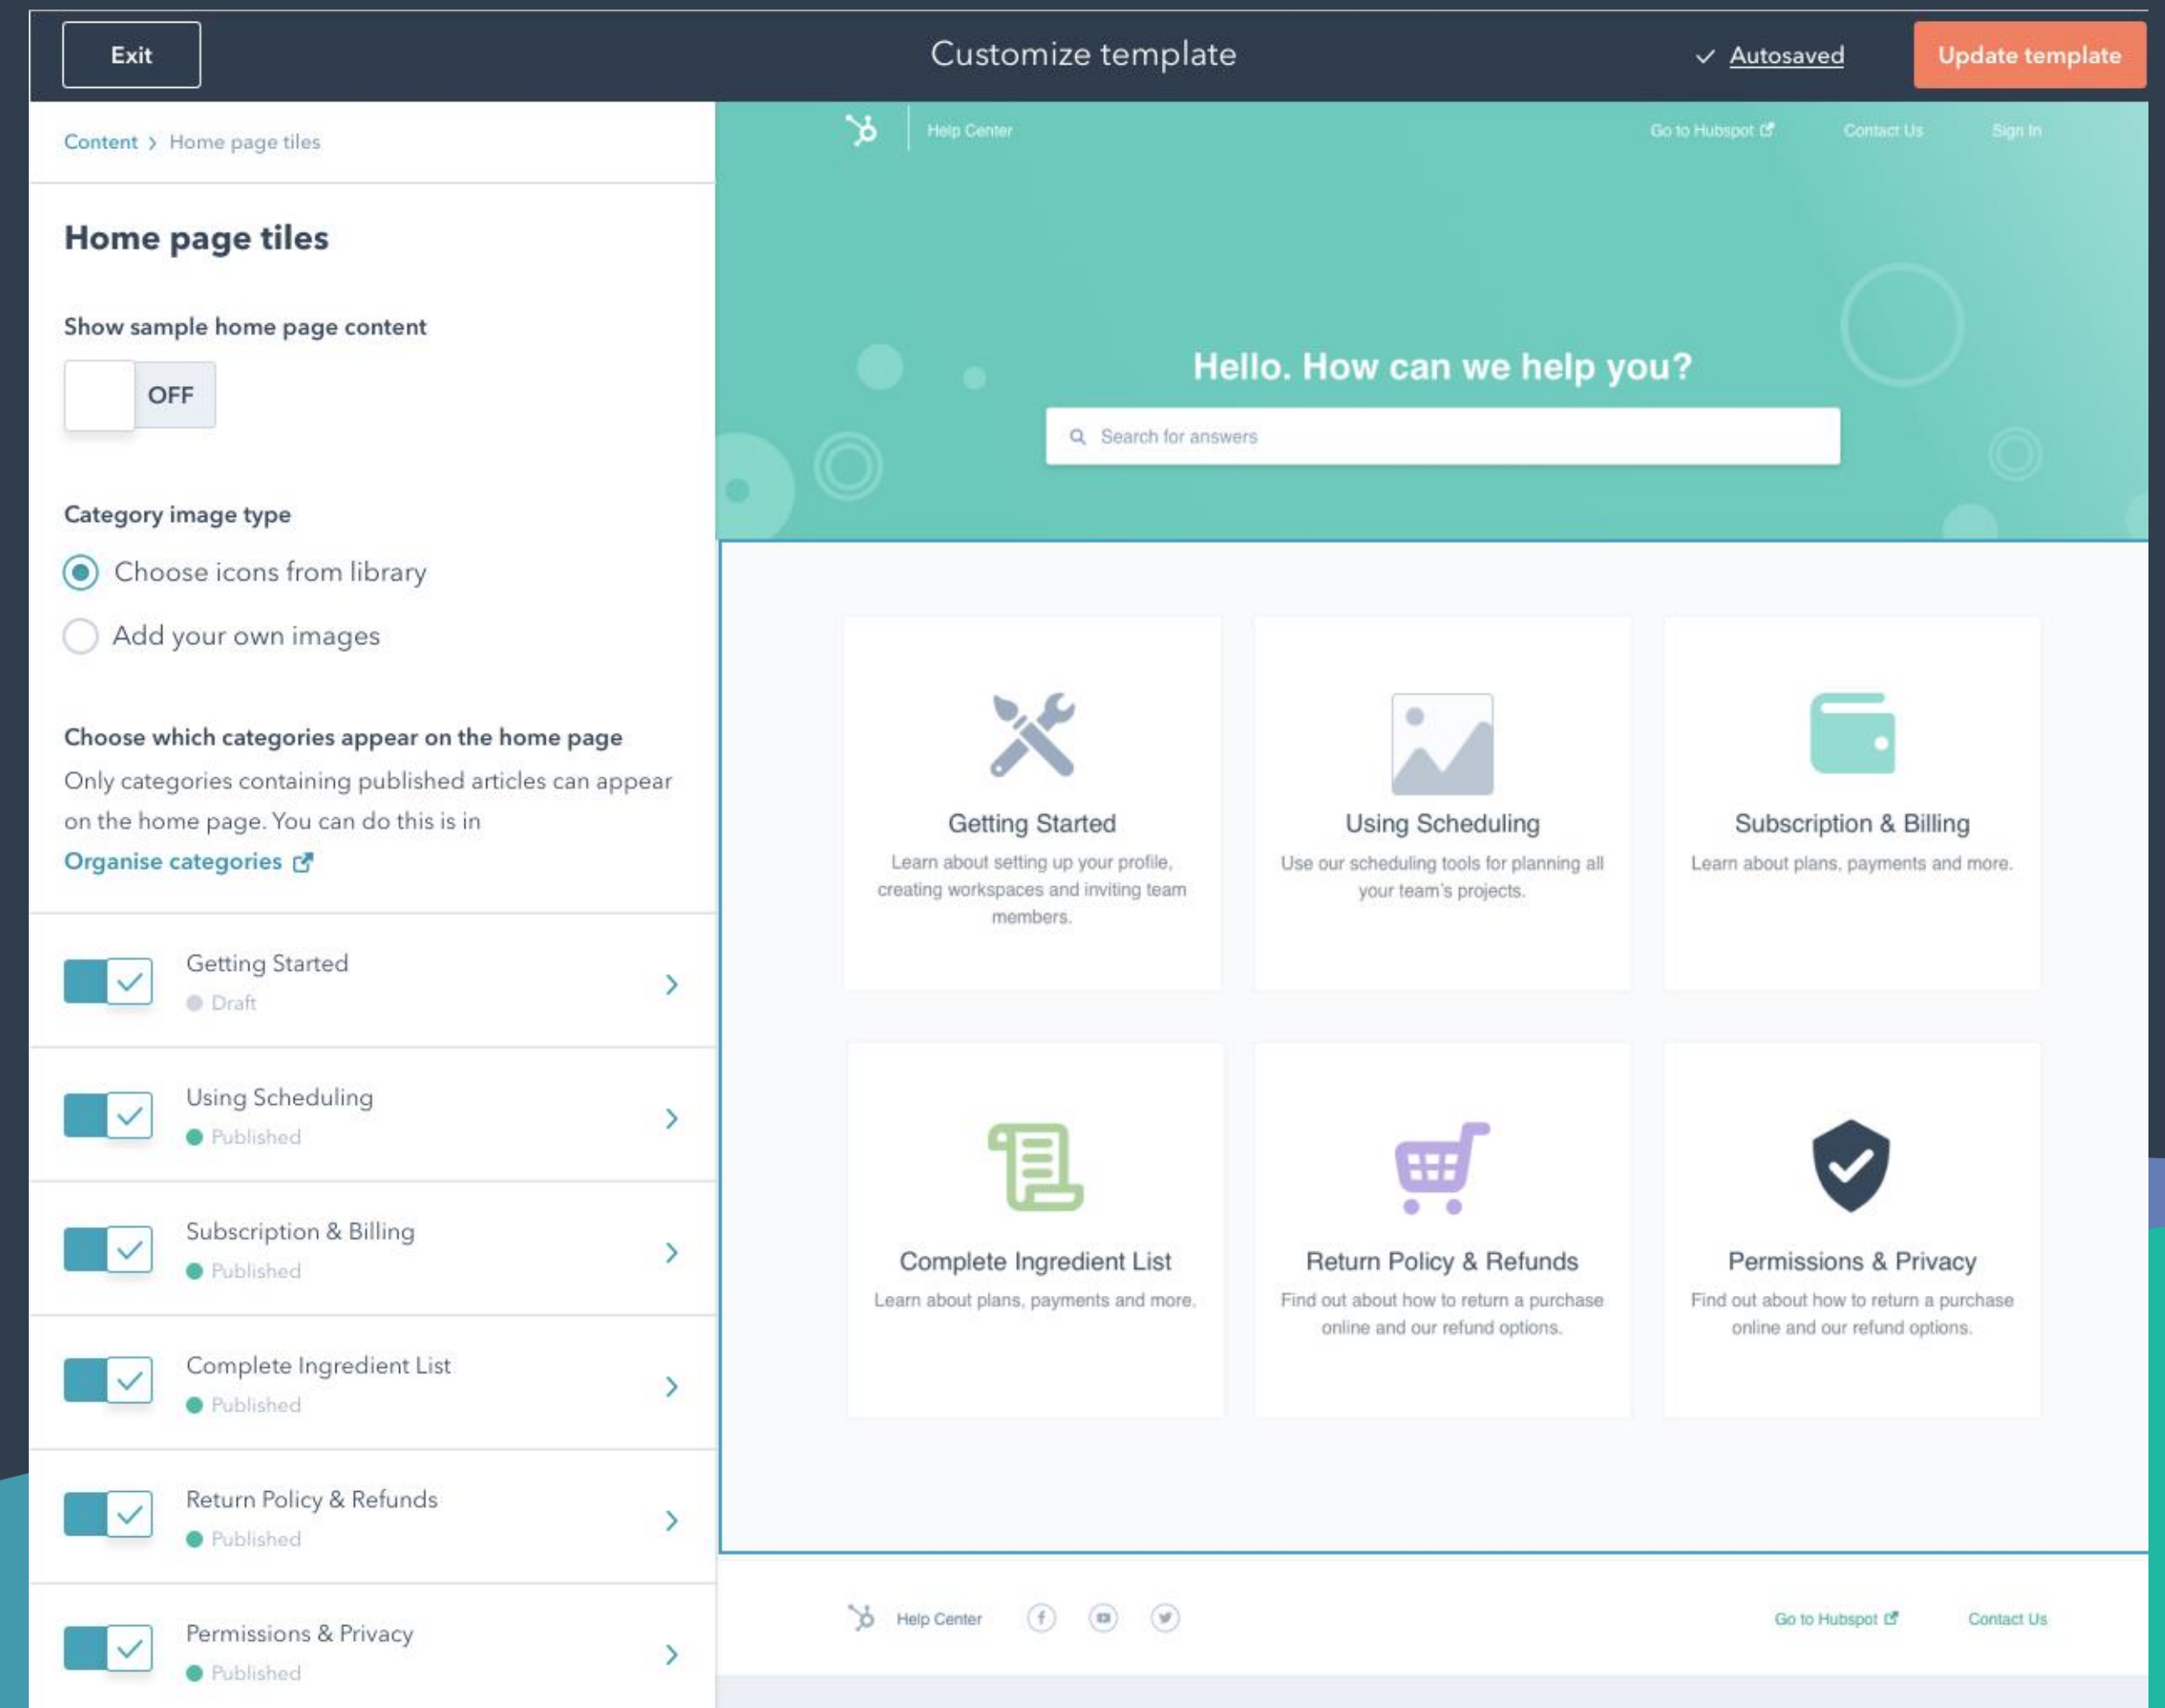 Exit
Customize template
Autosaved
Update template
Content > Home page tiles
Home page tiles
Show sample home page content
OFF
Category image type
Choose icons from library
Add your own images
Choose which categories appear on the home page
Only categories containing published articles can appear
on the home page. You can do this is in
Organise categories
Getting Started
Draft
Using Scheduling
Published
Subscription & Billing
Published
Complete Ingredient List
Published
Return Policy & Refunds
Published
Permissions & Privacy
Published
Help Center
Go to Hubspot
Contact Us
Sign In
Hello. How can we help you?
Search for answers
Getting Started
Learn about setting up your profile,
creating workspaces and inviting team
members.
Using Scheduling
Use our scheduling tools for planning all
your team's projects.
Subscription & Billing
Learn about plans, payments and more.
Complete Ingredient List
Learn about plans, payments and more.
Return Policy & Refunds
Find out about how to return a purchase
online and our refund options.
Permissions & Privacy
Find out about how to return a purchase
online and our refund options.
Help Center
Go to Hubspot
Contact Us